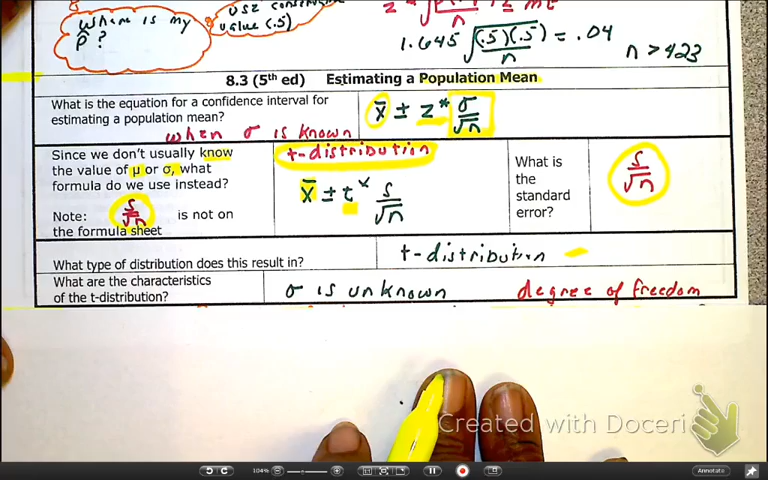 Where is my
p̂ ?
value (.5)
n
1.645 √(.5)(.5)/n = .04
n > 423
8.3 (5th ed) Estimating a Population Mean
What is the equation for a confidence interval for
estimating a population mean?
when σ is known
x̄ ± z* σ/√n
Since we don't usually know
the value of μ or σ, what
formula do we use instead?
Note: s/√n is not on
the formula sheet
t-distribution
x̄ ± t* s/√n
What is
the
standard
error?
s/√n
What type of distribution does this result in?
t-distribution
What are the characteristics
of the t-distribution?
σ is unknown
degree of freedom
Created with Doceri
104%
Annotate